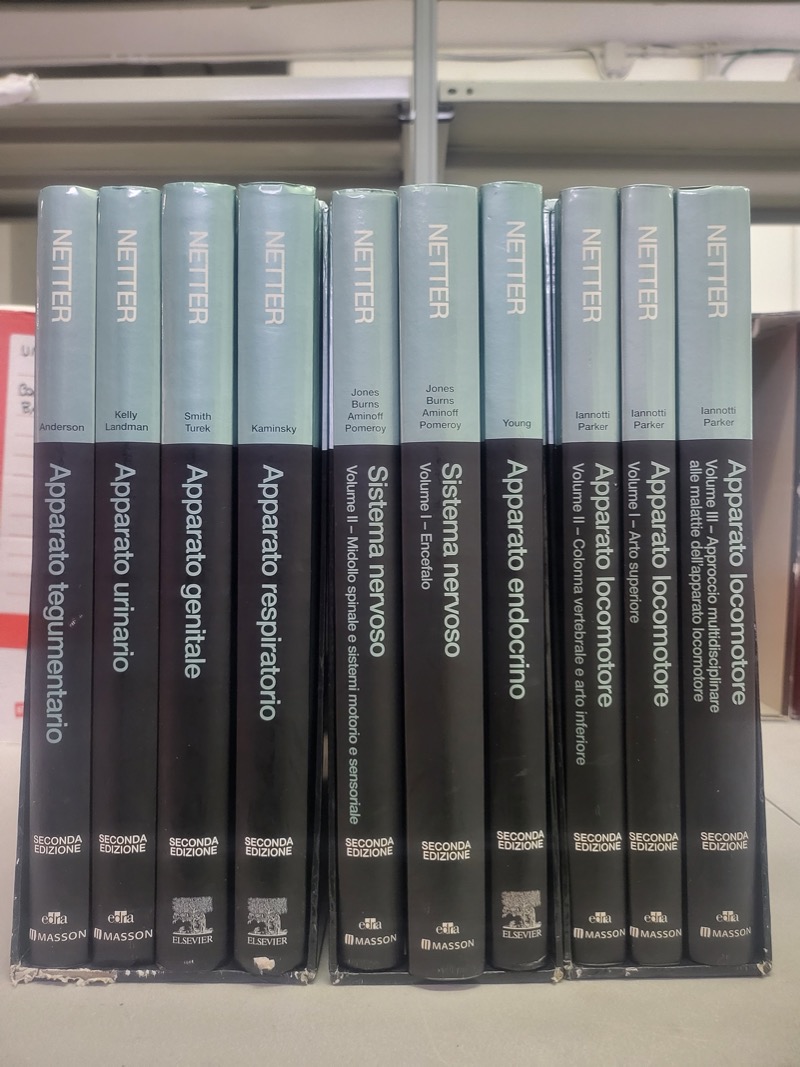 NETTER
Anderson
Apparato tegumentario
SECONDA
EDIZIONE
edra
MASSON
NETTER
Kelly
Landman
Apparato urinario
SECONDA
EDIZIONE
edra
MASSON
NETTER
Smith
Turek
Apparato genitale
SECONDA
EDIZIONE
ELSEVIER
NETTER
Kaminsky
Apparato respiratorio
SECONDA
EDIZIONE
ELSEVIER
NETTER
Jones
Burns
Aminoff
Pomeroy
Sistema nervoso
Volume II – Midollo spinale e sistemi motorio e sensoriale
SECONDA
EDIZIONE
edra
MASSON
NETTER
Jones
Burns
Aminoff
Pomeroy
Sistema nervoso
Volume I – Encefalo
SECONDA
EDIZIONE
edra
MASSON
NETTER
Young
Apparato endocrino
SECONDA
EDIZIONE
ELSEVIER
NETTER
Iannotti
Parker
Apparato locomotore
Volume II – Colonna vertebrale e arto inferiore
SECONDA
EDIZIONE
edra
MASSON
NETTER
Iannotti
Parker
Apparato locomotore
Volume I – Arto superiore
SECONDA
EDIZIONE
edra
MASSON
NETTER
Iannotti
Parker
Apparato locomotore
Volume III – Approccio multidisciplinare
alle malattie dell'apparato locomotore
SECONDA
EDIZIONE
edra
MASSON